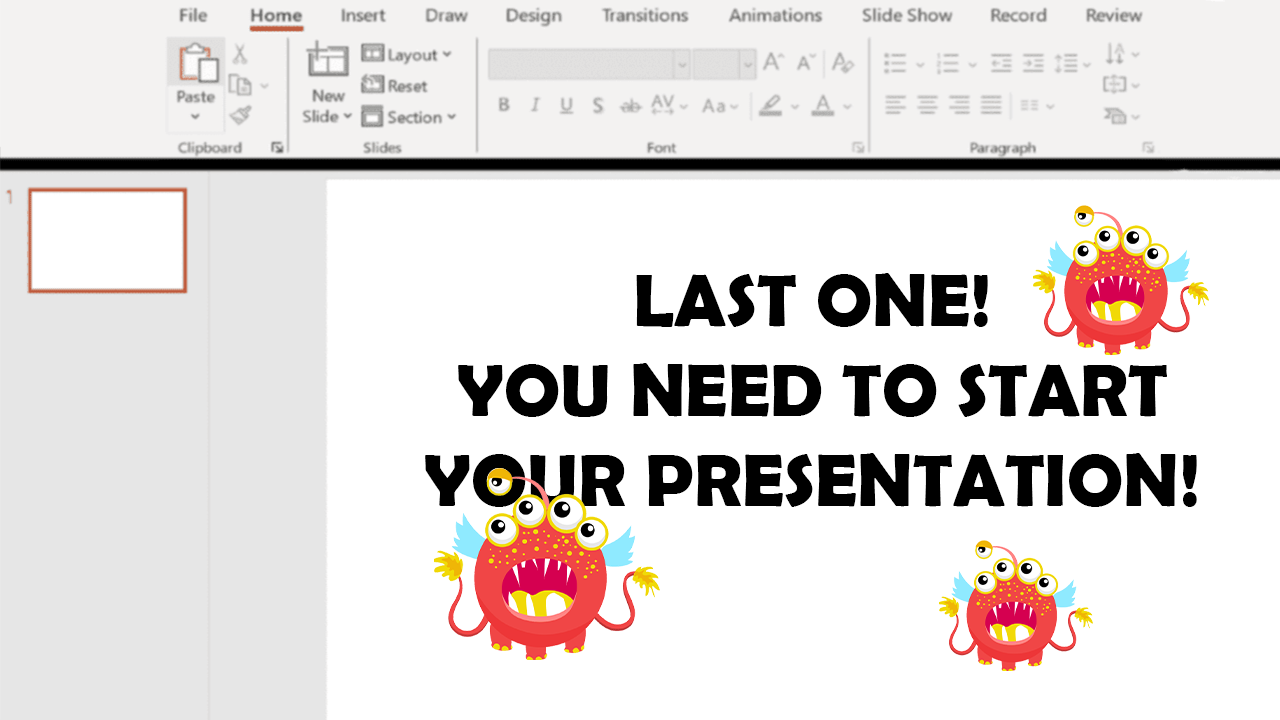 File Home Insert Draw Design Transitions Animations Slide Show Record Review
Paste
New
Slide
Layout
Reset
Section
B I U S ab AV Aa A
Clipboard Slides Font Paragraph
1
LAST ONE!
YOU NEED TO START
YOUR PRESENTATION!